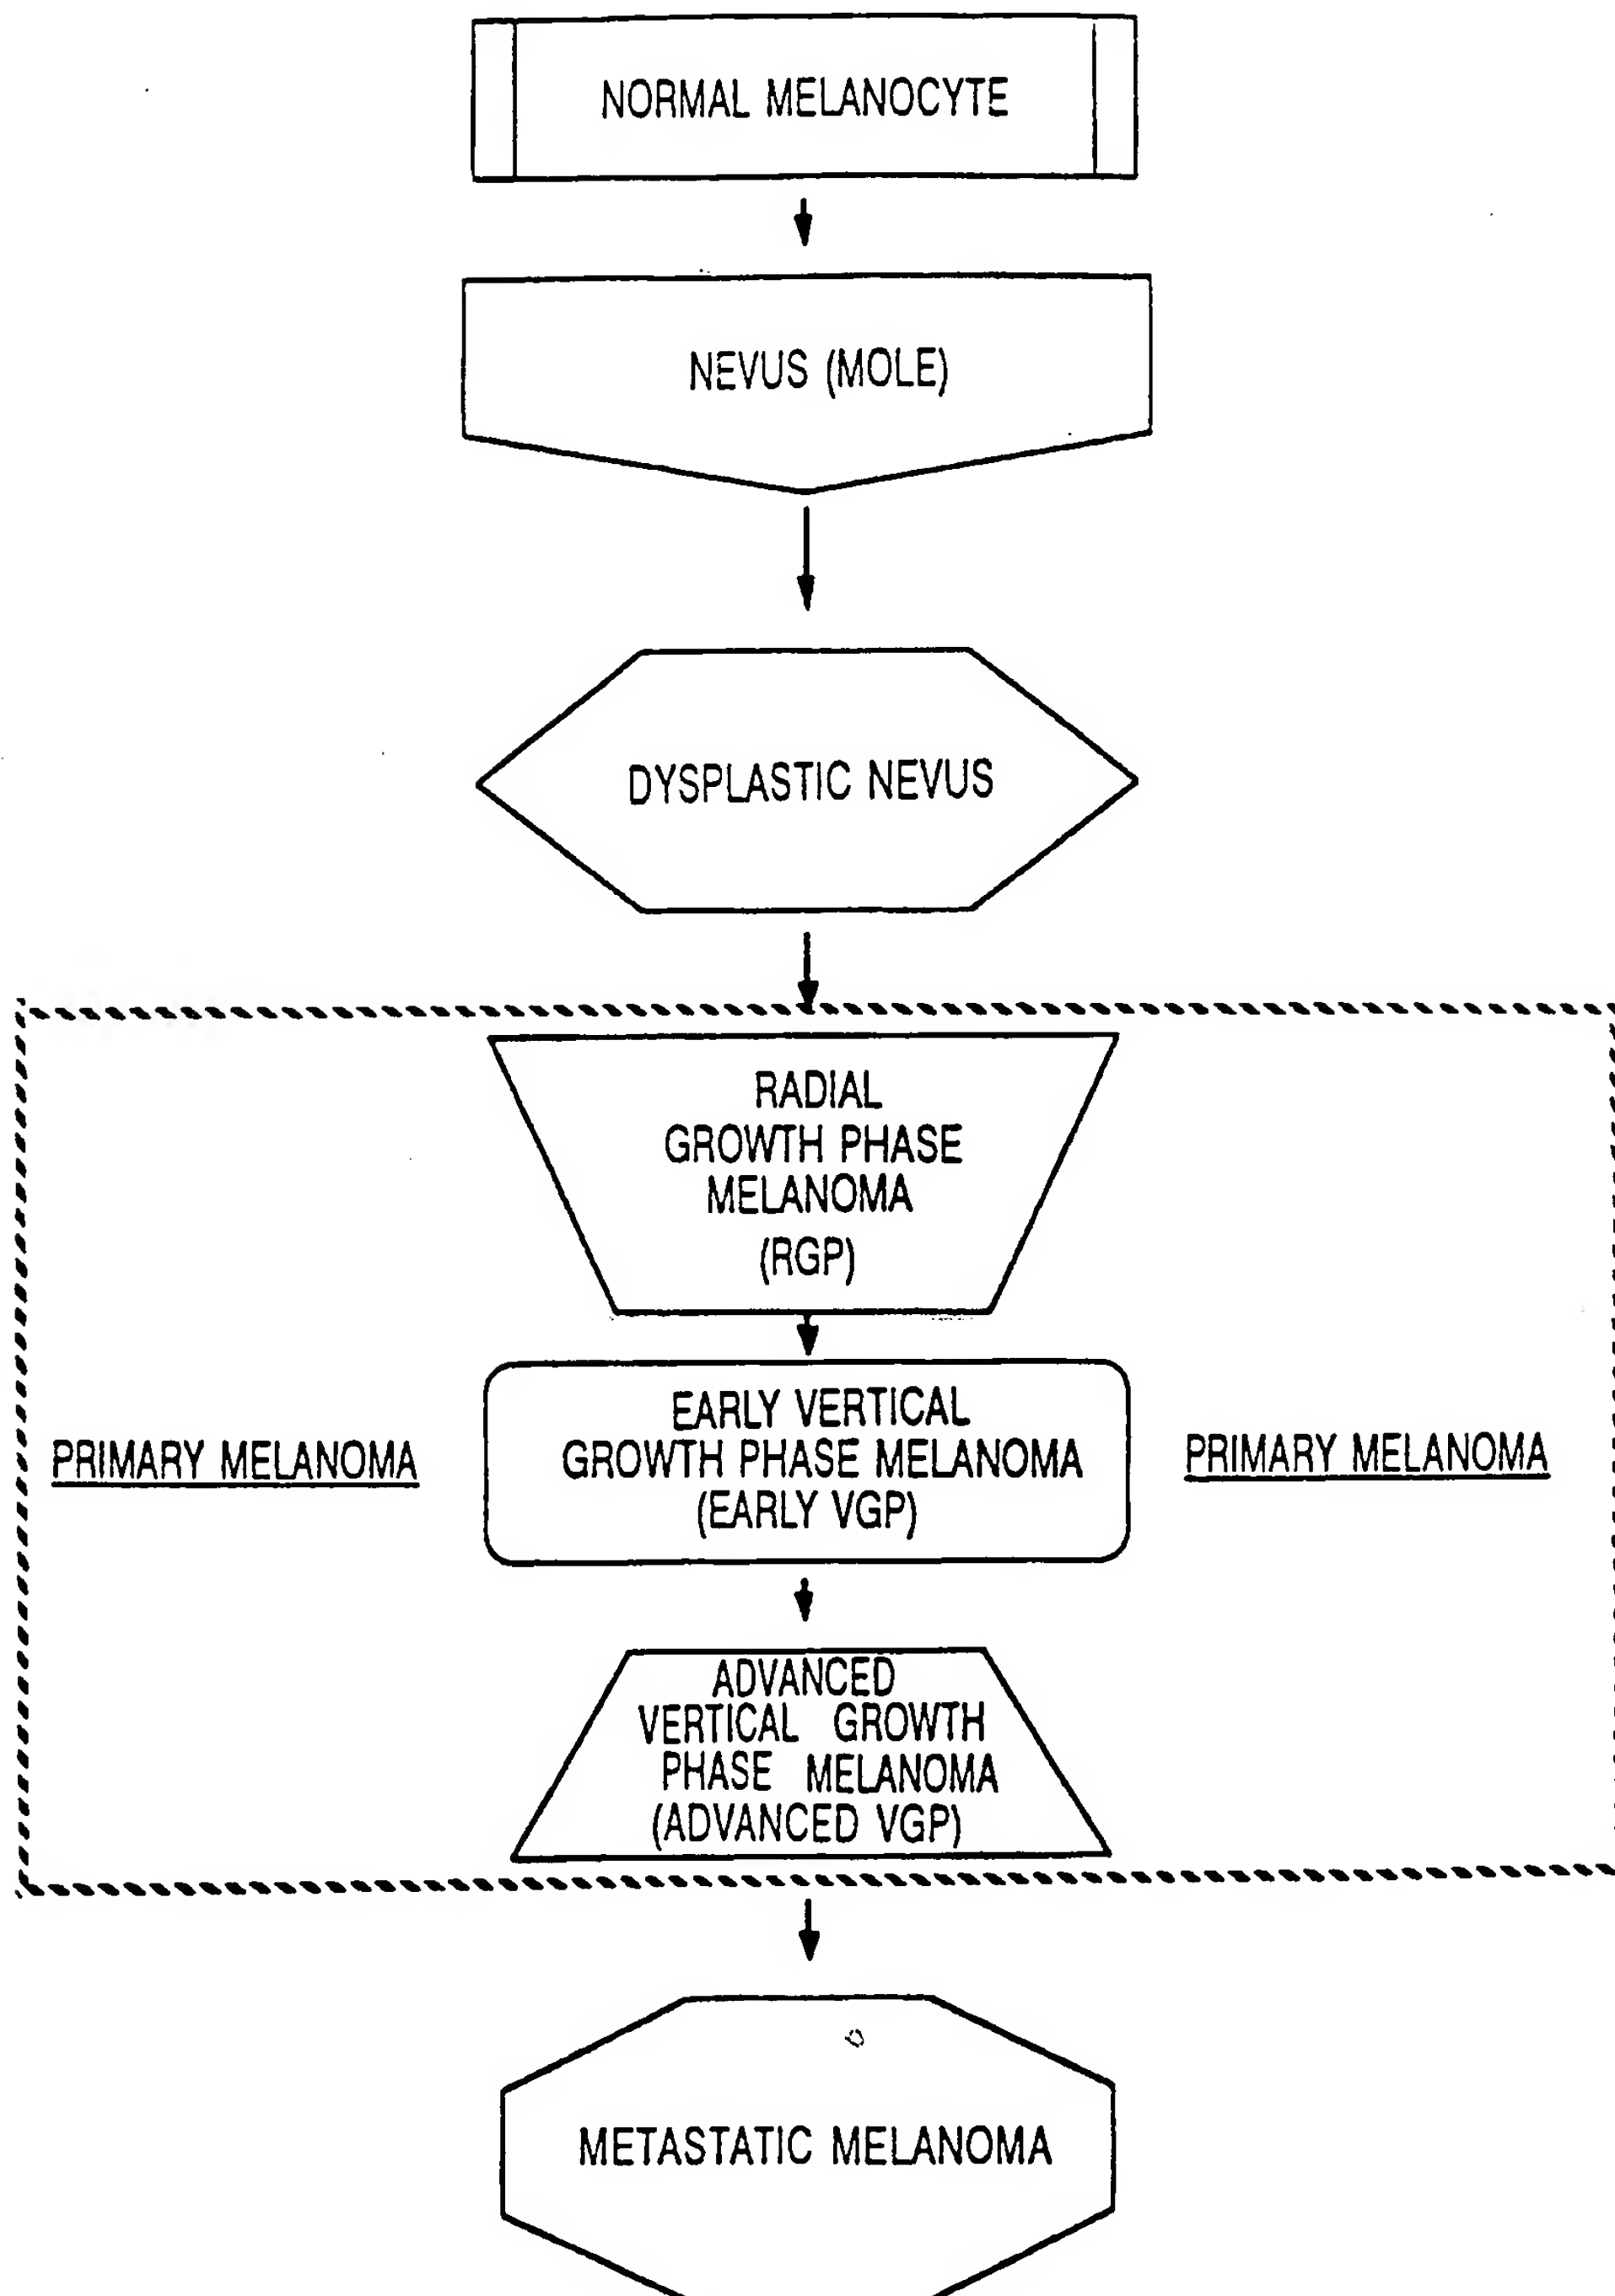 NORMAL MELANOCYTE
NEVUS (MOLE)
DYSPLASTIC NEVUS
RADIAL
GROWTH PHASE
MELANOMA
(RGP)
EARLY VERTICAL
GROWTH PHASE MELANOMA
(EARLY VGP)
PRIMARY MELANOMA
PRIMARY MELANOMA
ADVANCED
VERTICAL GROWTH
PHASE MELANOMA
(ADVANCED VGP)
METASTATIC MELANOMA